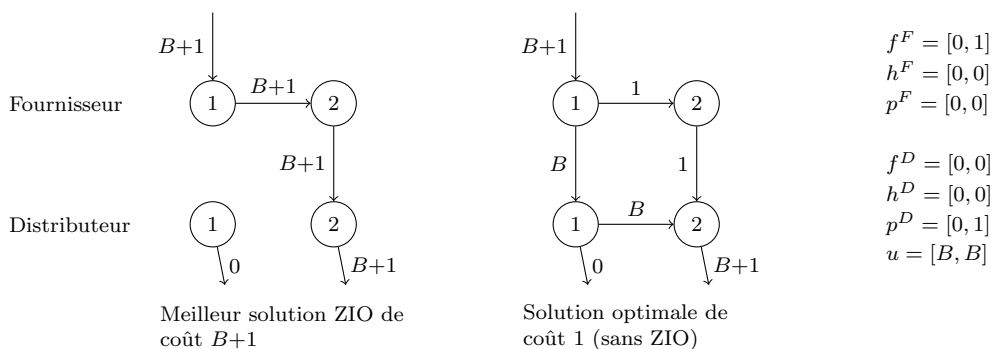 B+1
B+1
Fournisseur
1
B+1
2
1
1
2
B+1
B
1
Distributeur
1
2
1
B
2
0
B+1
0
B+1
Meilleur solution ZIO de
coût B+1
Solution optimale de
coût 1 (sans ZIO)
f^F = [0, 1]
h^F = [0, 0]
p^F = [0, 0]
f^D = [0, 0]
h^D = [0, 0]
p^D = [0, 1]
u = [B, B]